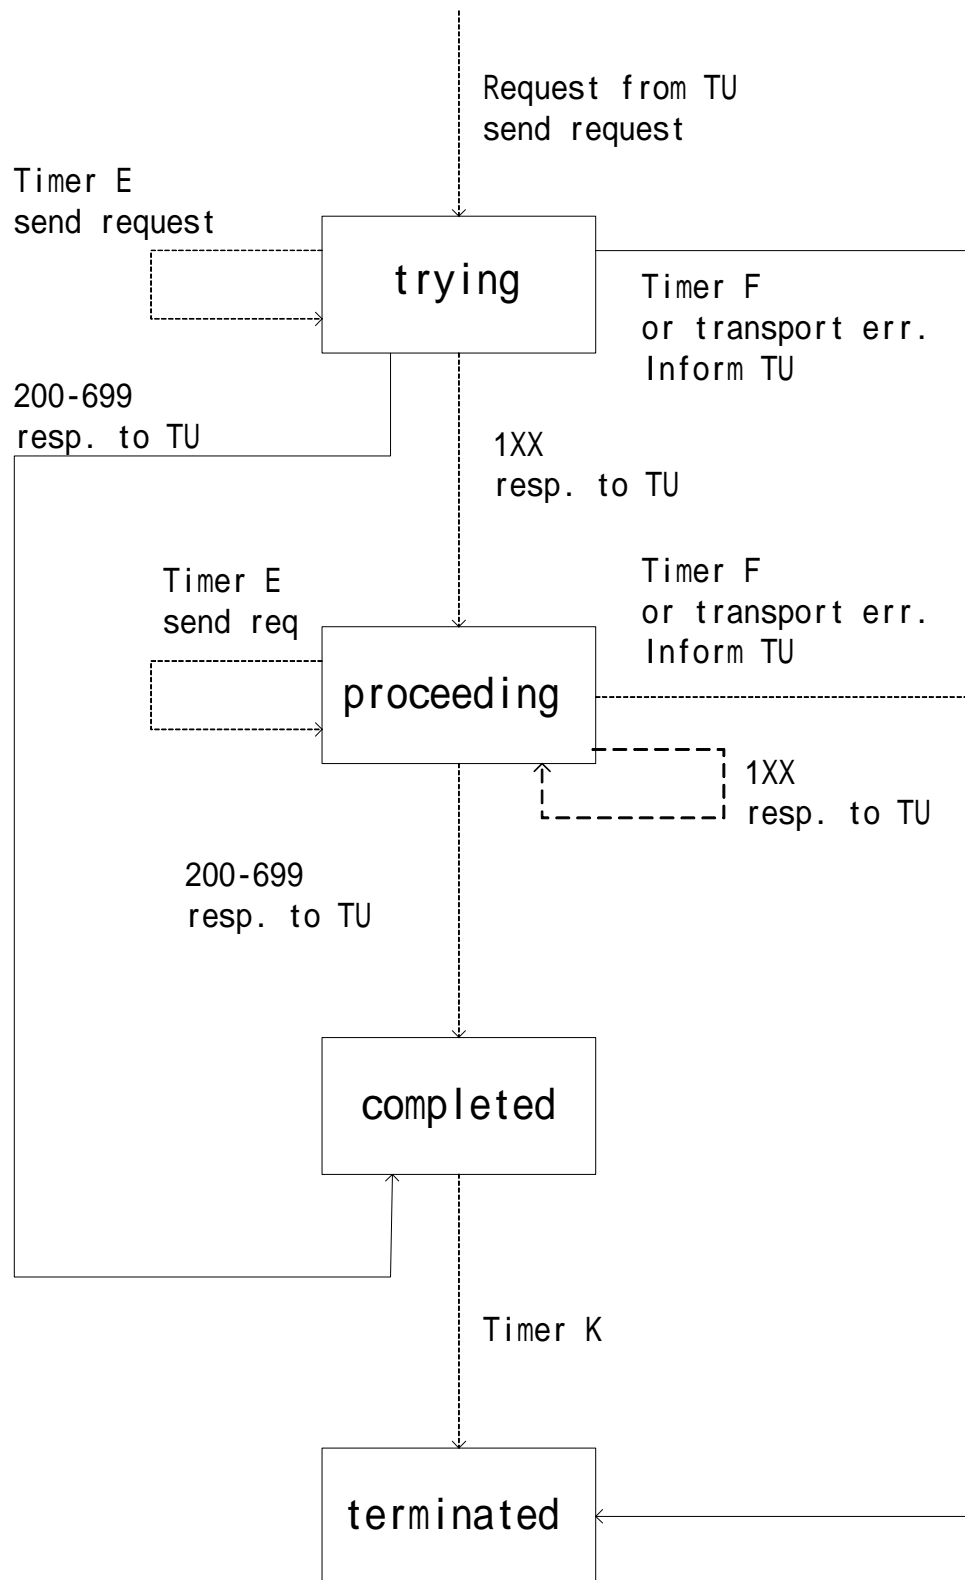 Request from TU
send request
Timer E
send request
trying
Timer F
or transport err.
Inform TU
200-699
resp. to TU
1XX
resp. to TU
Timer E
send req
Timer F
or transport err.
Inform TU
proceeding
1XX
resp. to TU
200-699
resp. to TU
completed
Timer K
terminated